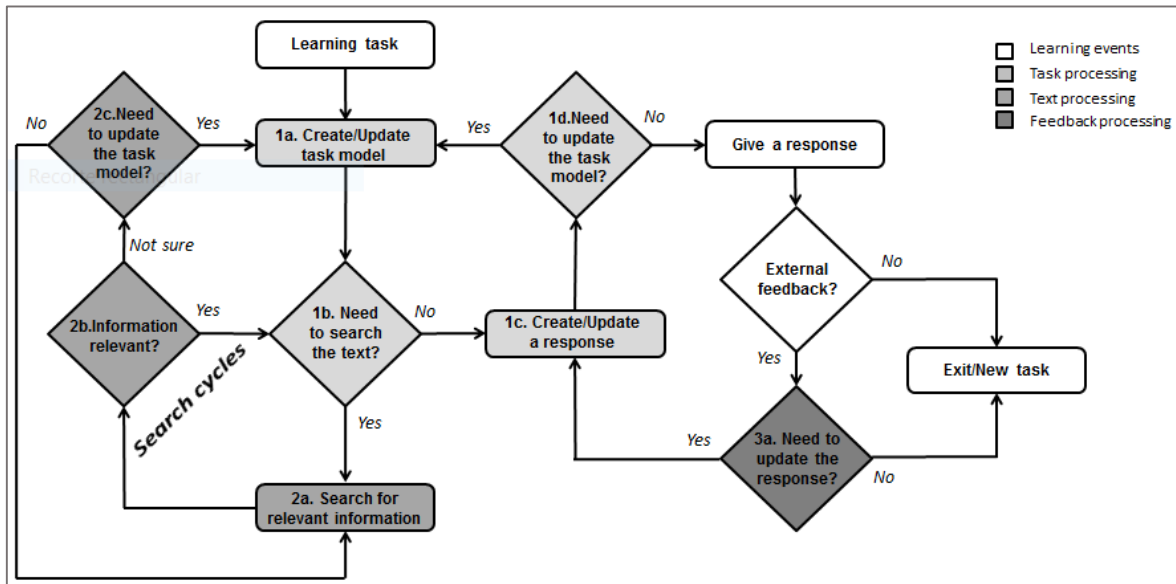 Learning task
Learning events
Task processing
Text processing
Feedback processing
No
2c.Need
to update
the task
model?
Yes
1a. Create/Update
task model
Yes
1d.Need
to update
the task
model?
No
Give a response
Recorte rectangular
Not sure
2b.Information
relevant?
Yes
1b. Need
to search
the text?
No
1c. Create/Update
a response
External
feedback?
No
Search cycles
Yes
Yes
Exit/New task
2a. Search for
relevant information
Yes
3a. Need to
update the
response?
No